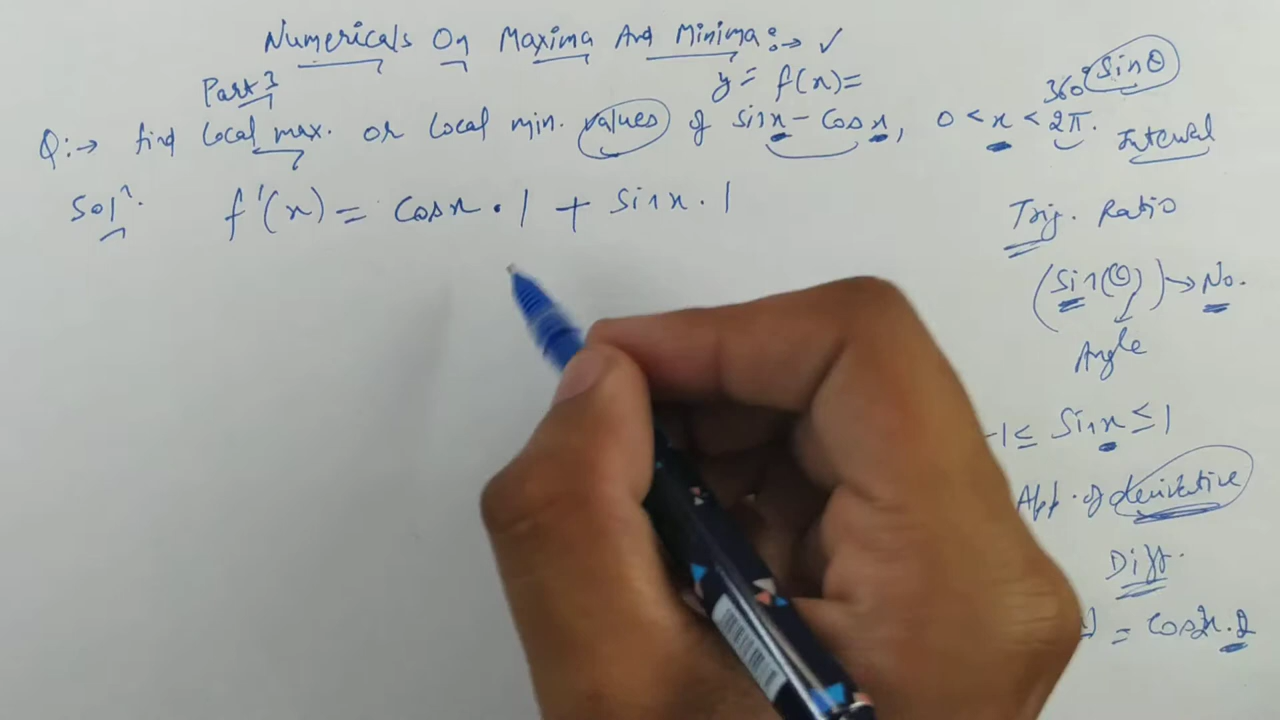 Numericals On Maxima And Minima :→ ✓
Part 3
y = f(x)=
360° Sinθ
Q:→ find local max. or local min. values of sinx - cosx, 0 < x < 2π. Interval
Solⁿ. f'(x) = cosx · 1 + sinx · 1
Trig. Ratio
(Sin(θ)) → No.
Angle
-1 ≤ Sinx ≤ 1
App. of derivative
Diff.
= cos2x.2